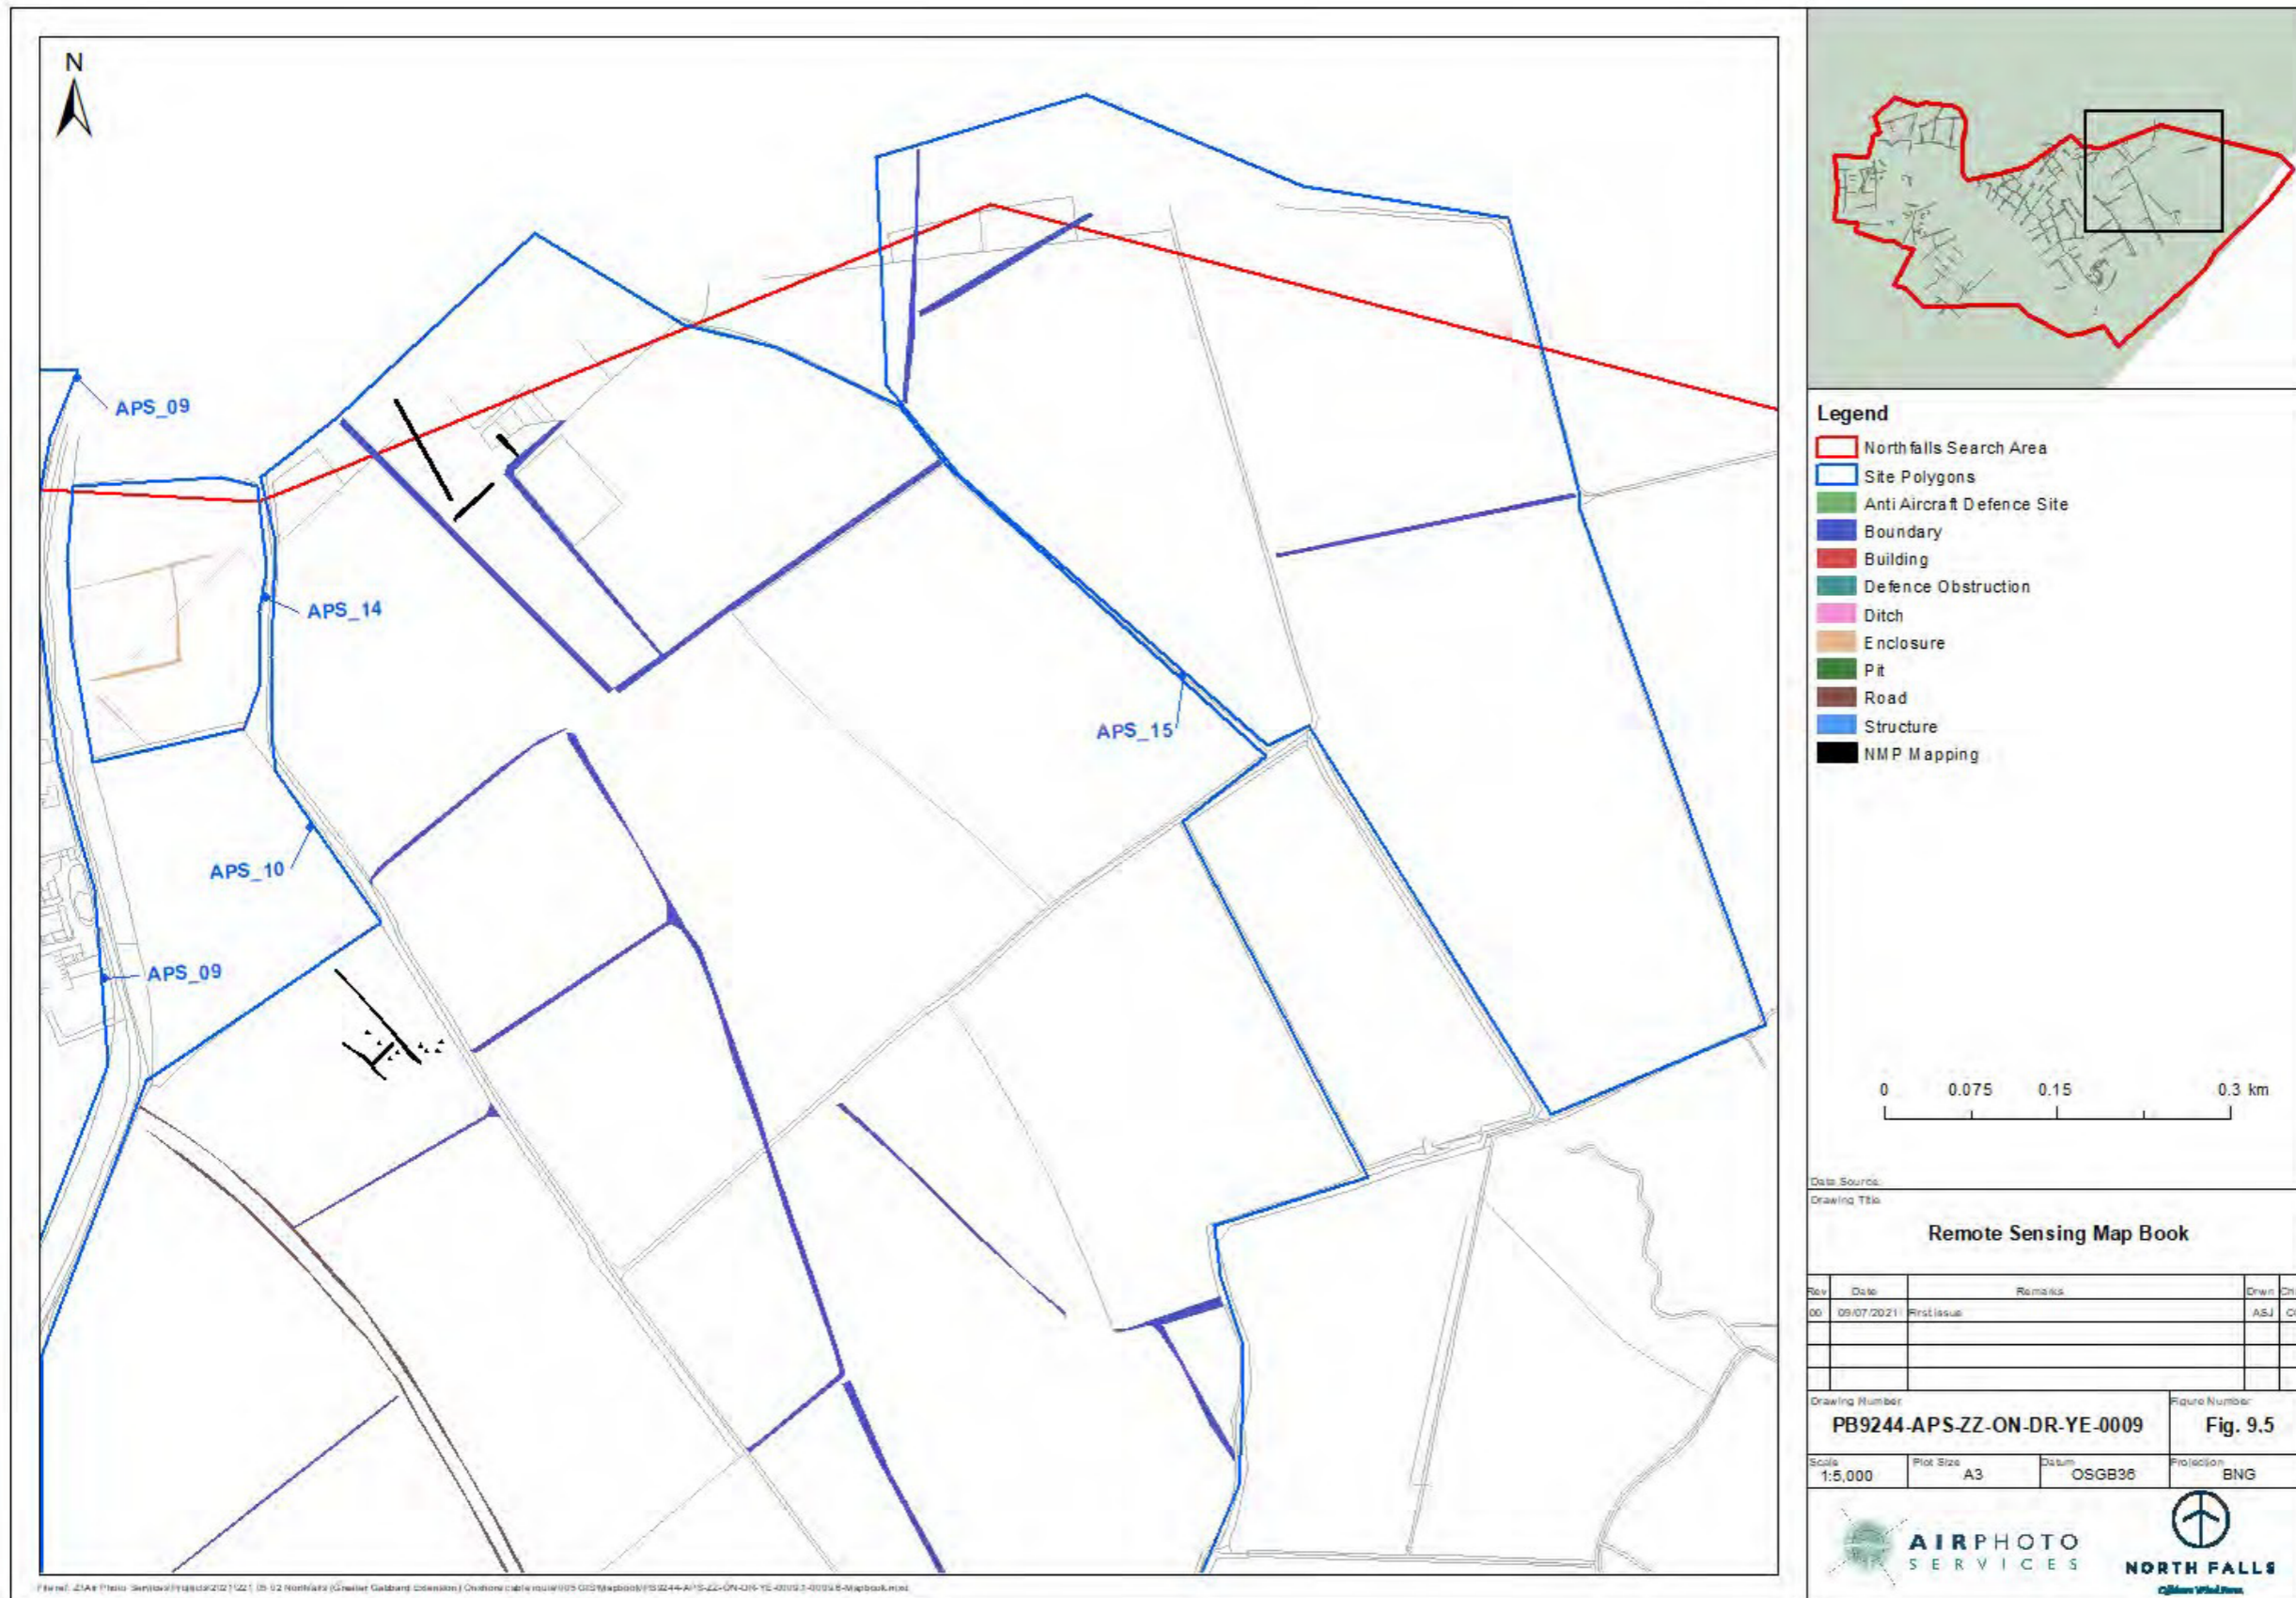 N
APS_09
APS_14
APS_15
APS_10
APS_09
Legend
Northfalls Search Area
Site Polygons
Anti Aircraft Defence Site
Boundary
Building
Defence Obstruction
Ditch
Enclosure
Pit
Road
Structure
NMP Mapping
0 0.075 0.15 0.3 km
Data Source:
Drawing Title
Remote Sensing Map Book
Rev Date Remarks Drwn
00 09/07/2021 First issue ASJ
Drawing Number
PB9244-APS-ZZ-ON-DR-YE-0009
Figure Number
Fig. 9.5
Scale
1:5,000
Plot Size
A3
Datum
OSGB36
Projection
BNG
AIRPHOTO
SERVICES
NORTH FALLS
Offshore Wind Farm